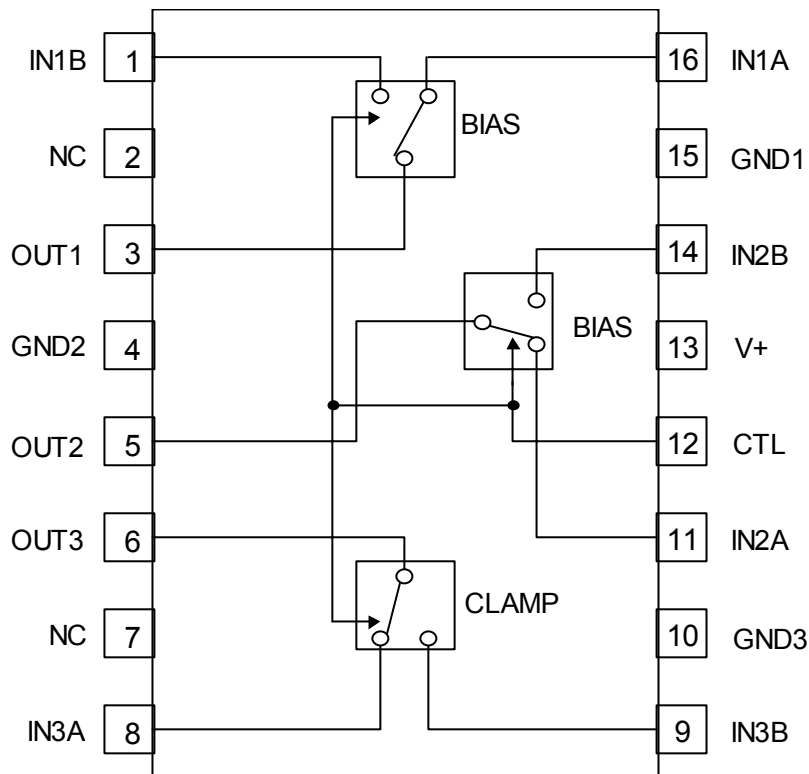 IN1B 1 16 IN1A
BIAS
NC 2 15 GND1
OUT1 3 14 IN2B
BIAS
GND2 4 13 V+
OUT2 5 12 CTL
OUT3 6 11 IN2A
CLAMP
NC 7 10 GND3
IN3A 8 9 IN3B